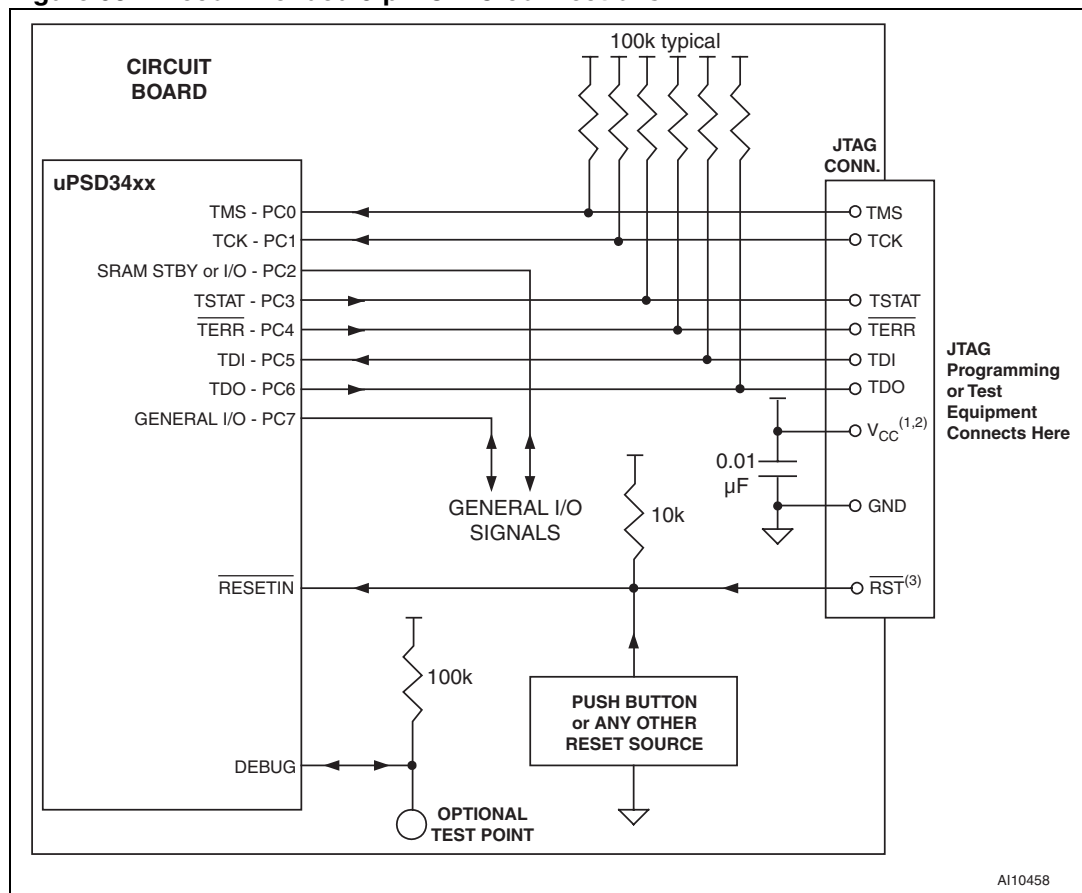 100k typical
CIRCUIT
BOARD
JTAG
CONN.
uPSD34xx
TMS - PC0
TMS
TCK - PC1
TCK
SRAM STBY or I/O - PC2
TSTAT - PC3
TSTAT
TERR - PC4
TERR
TDI - PC5
TDI
TDO - PC6
TDO
GENERAL I/O - PC7
JTAG
Programming
or Test
Equipment
Connects Here
VCC(1,2)
0.01
µF
GND
GENERAL I/O
SIGNALS
10k
RESETIN
RST(3)
100k
PUSH BUTTON
or ANY OTHER
RESET SOURCE
DEBUG
OPTIONAL
TEST POINT
AI10458